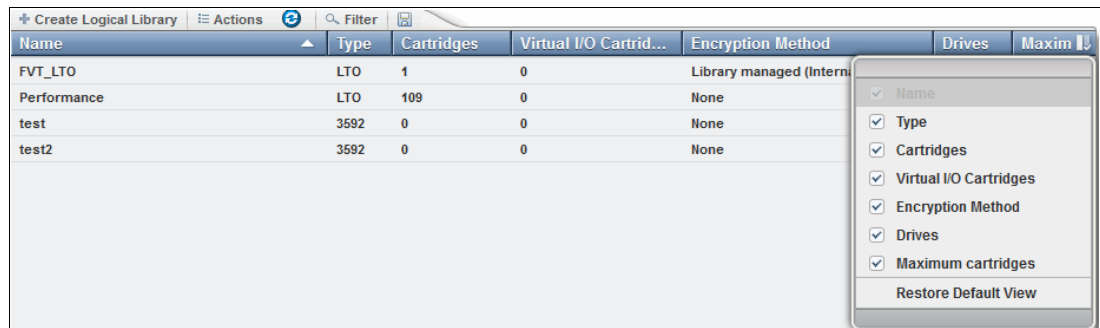 Create Logical Library Actions Filter
Name Type Cartridges Virtual I/O Cartrid... Encryption Method Drives Maxim
FVT_LTO LTO 1 0 Library managed (Interna
Performance LTO 109 0 None
test 3592 0 0 None
test2 3592 0 0 None
Name
Type
Cartridges
Virtual I/O Cartridges
Encryption Method
Drives
Maximum cartridges
Restore Default View